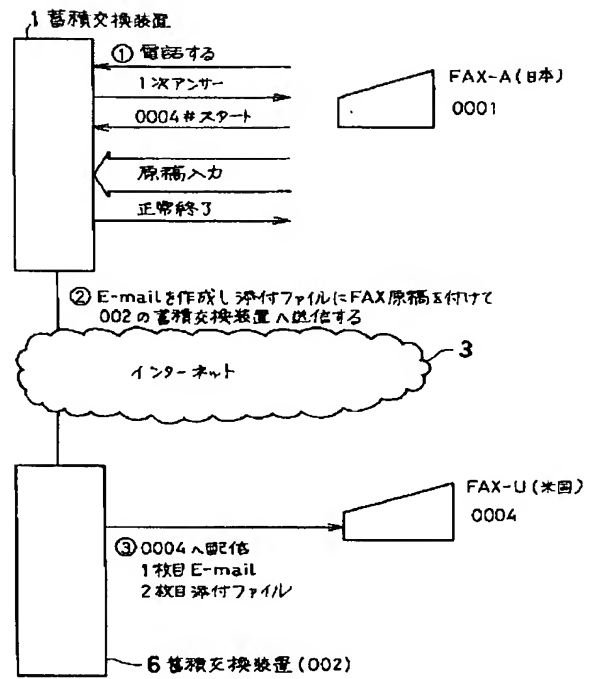 1 蓄積交換装置
① 電話する
1次アンサー
0004#スタート
原稿入力
正常終了
FAX-A(日本)
0001
② E-mailを作成し添付ファイルにFAX原稿を付けて
002の蓄積交換装置へ送信する
3
インターネット
FAX-U(米国)
0004
③ 0004へ配信
1枚目 E-mail
2枚目 添付ファイル
6 蓄積交換装置(002)